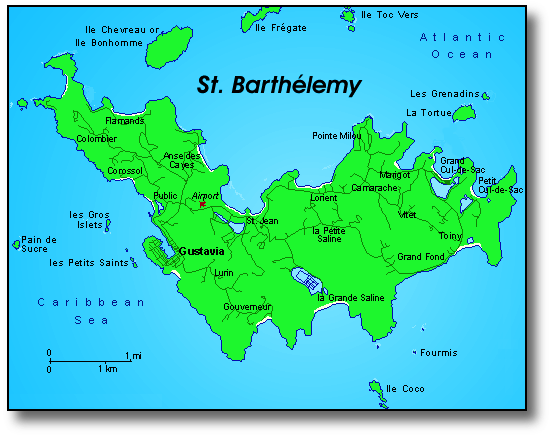 Ile Chevreau or
Ile Bonhomme
Ile Frégate
Ile Toc Vers
Atlantic
Ocean
St. Barthélemy
Les Grenadins
La Tortue
Flamands
Colombier
Anse des
Cayes
Corossol
Pointe Milou
Grand
Cul-de-Sac
Marigot
Camaruche
Petit
Cul-de-Sac
Public
Airport
Lorient
St. Jean
Vitet
les Gros
Islets
la Petite
Saline
Toiny
Pain de
Sucre
Gustavia
les Petits Saints
Grand Fond
Lurin
la Grande Saline
Gouverneur
Caribbean
Sea
0
1 mi
0
1 km
Fourmis
Ile Coco